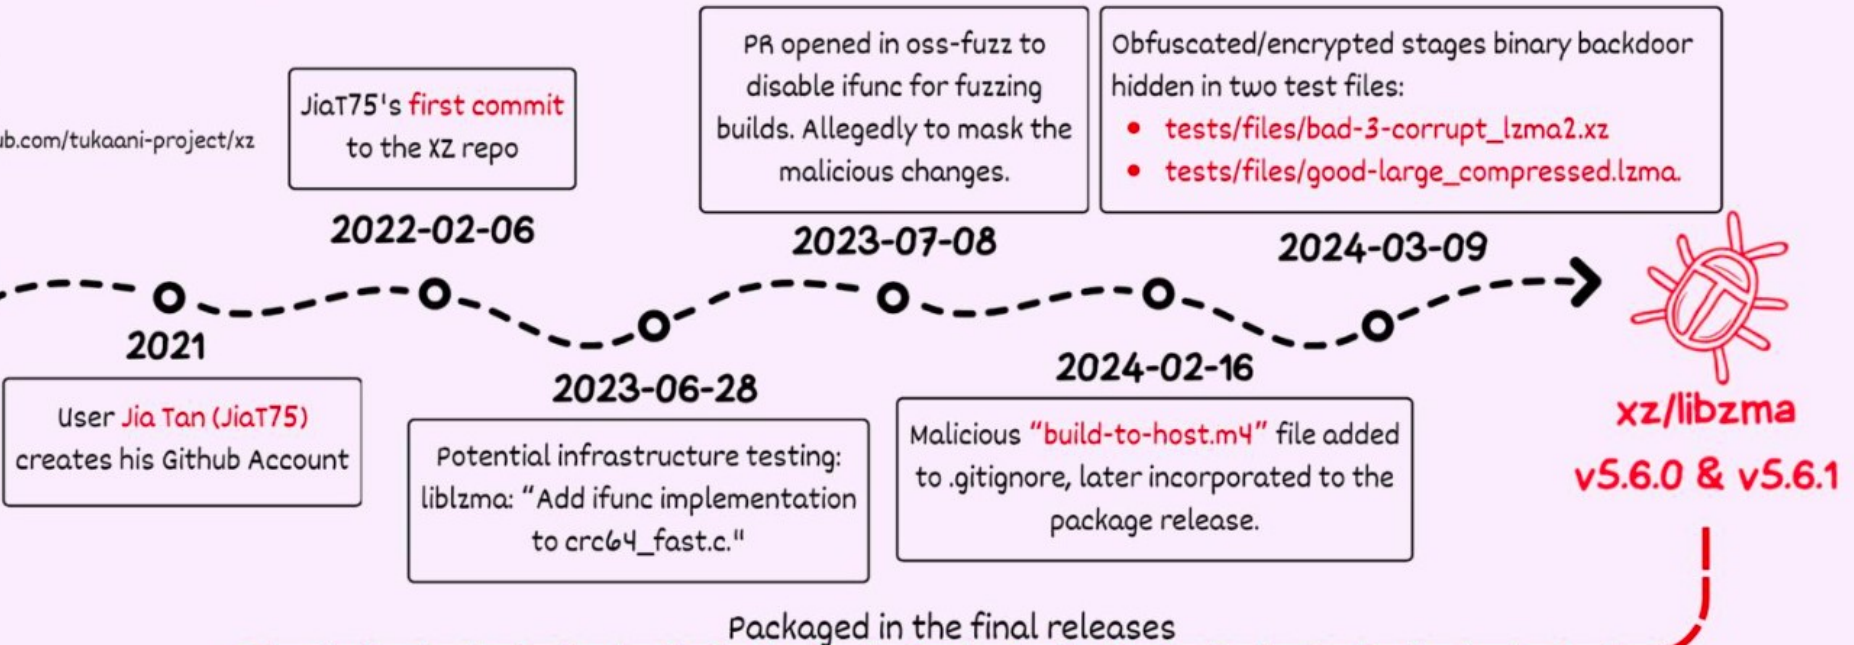 ub.com/tukaani-project/xz
2021
User Jia Tan (JiaT75)
creates his Github Account
JiaT75's first commit
to the XZ repo
2022-02-06
2023-06-28
Potential infrastructure testing:
liblzma: “Add ifunc implementation
to crc64_fast.c."
PR opened in oss-fuzz to
disable ifunc for fuzzing
builds. Allegedly to mask the
malicious changes.
2023-07-08
2024-02-16
Malicious “build-to-host.m4” file added
to .gitignore, later incorporated to the
package release.
Obfuscated/encrypted stages binary backdoor
hidden in two test files:
• tests/files/bad-3-corrupt_lzma2.xz
• tests/files/good-large_compressed.lzma.
2024-03-09
xz/libzma
v5.6.0 & v5.6.1
Packaged in the final releases